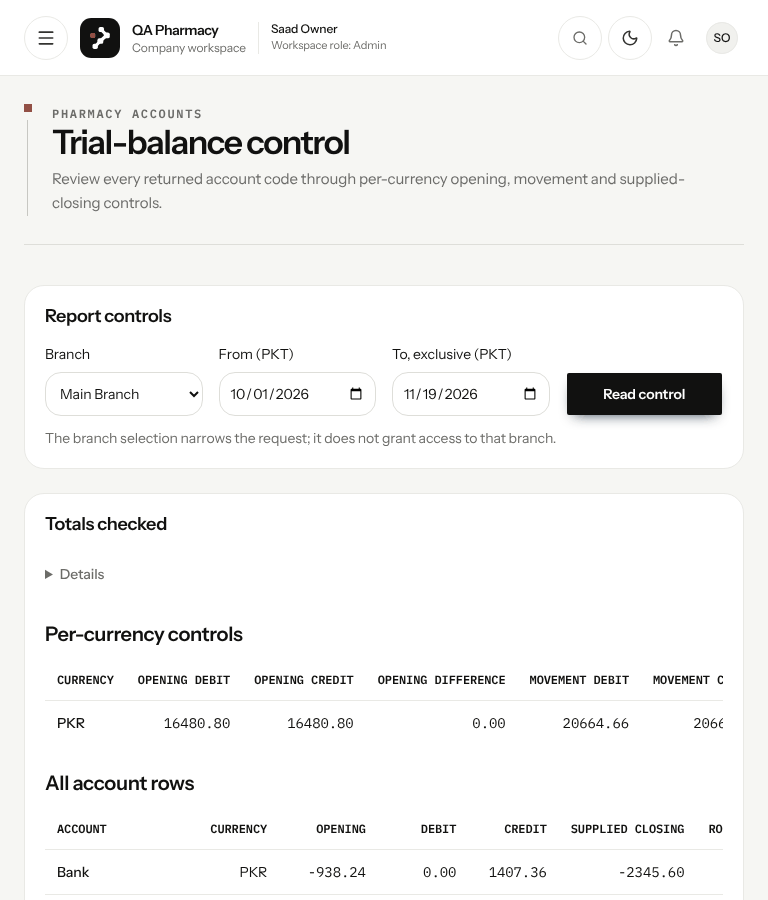 QA Pharmacy
Company workspace
Saad Owner
Workspace role: Admin
SO
PHARMACY ACCOUNTS
Trial-balance control
Review every returned account code through per-currency opening, movement and supplied-
closing controls.
Report controls
Branch From (PKT) To, exclusive (PKT)
Main Branch 10/01/2026 11/19/2026 Read control
The branch selection narrows the request; it does not grant access to that branch.
Totals checked
Details
Per-currency controls
CURRENCY OPENING DEBIT OPENING CREDIT OPENING DIFFERENCE MOVEMENT DEBIT MOVEMENT C
PKR 16480.80 16480.80 0.00 20664.66 2066
All account rows
ACCOUNT CURRENCY OPENING DEBIT CREDIT SUPPLIED CLOSING RO
Bank PKR -938.24 0.00 1407.36 -2345.60